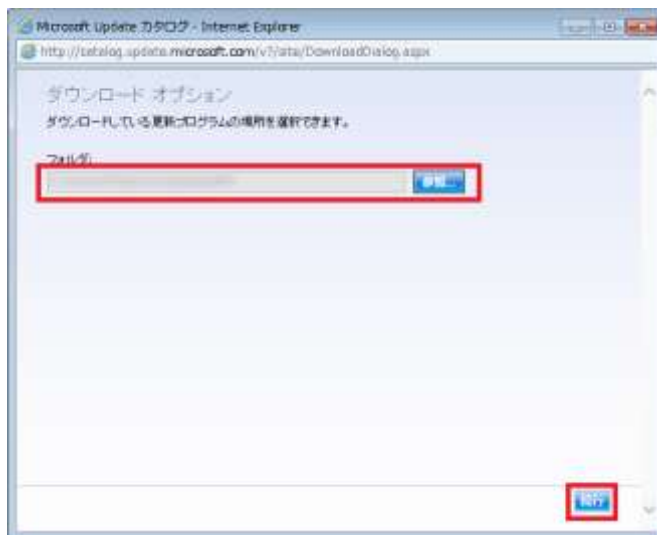 Microsoft Update カタログ - Internet Explorer
http://catalog.update.microsoft.com/v7/site/DownloadDialog.aspx
ダウンロード オプション
ダウンロードしている更新プログラムの場所を選択できます。
フォルダ:
続行